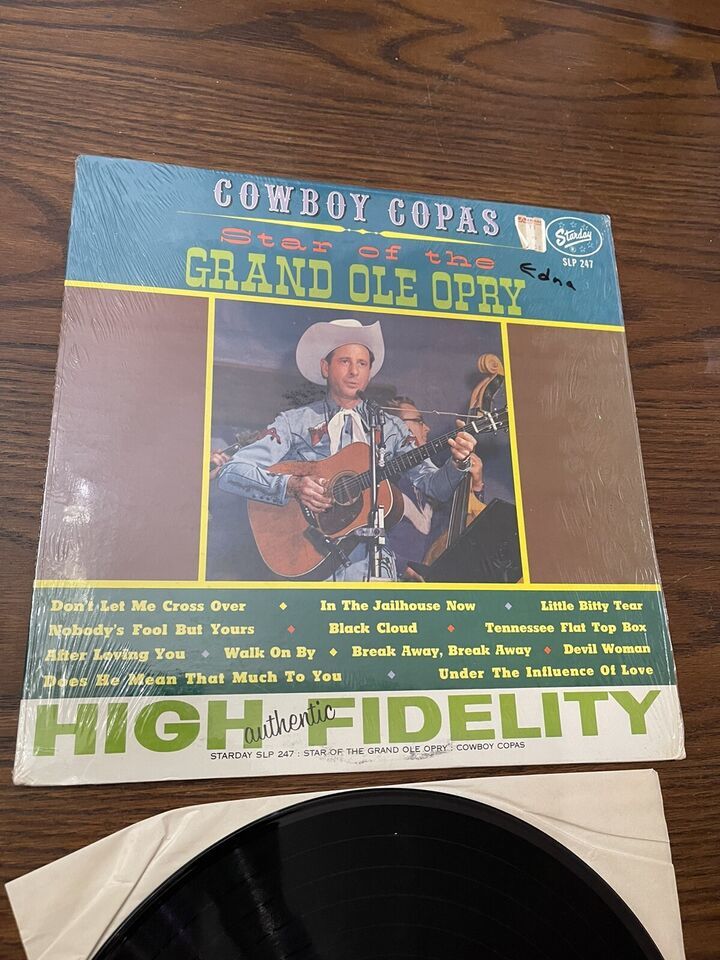 COWBOY COPAS
Star of the
GRAND OLE OPRY
Starday
SLP 247
Edna
Don't Let Me Cross Over ♦ In The Jailhouse Now ♦ Little Bitty Tear
Nobody's Fool But Yours ♦ Black Cloud ♦ Tennessee Flat Top Box
After Loving You ♦ Walk On By ♦ Break Away, Break Away ♦ Devil Woman
Does He Mean That Much To You ♦ Under The Influence Of Love
HIGH authentic FIDELITY
STARDAY SLP 247 : STAR OF THE GRAND OLE OPRY : COWBOY COPAS